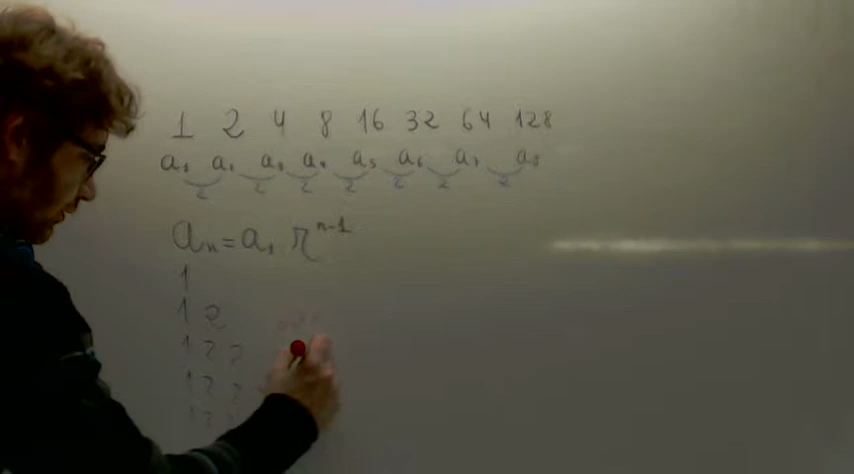 1 2 4 8 16 32 64 128
a₁ a₂ a₃ a₄ a₅ a₆ a₇ a₈
2 2 2 2 2 2 2
aₙ = a₁ rⁿ⁻¹
1
1 2
1 2 2
1 2 2
1 2